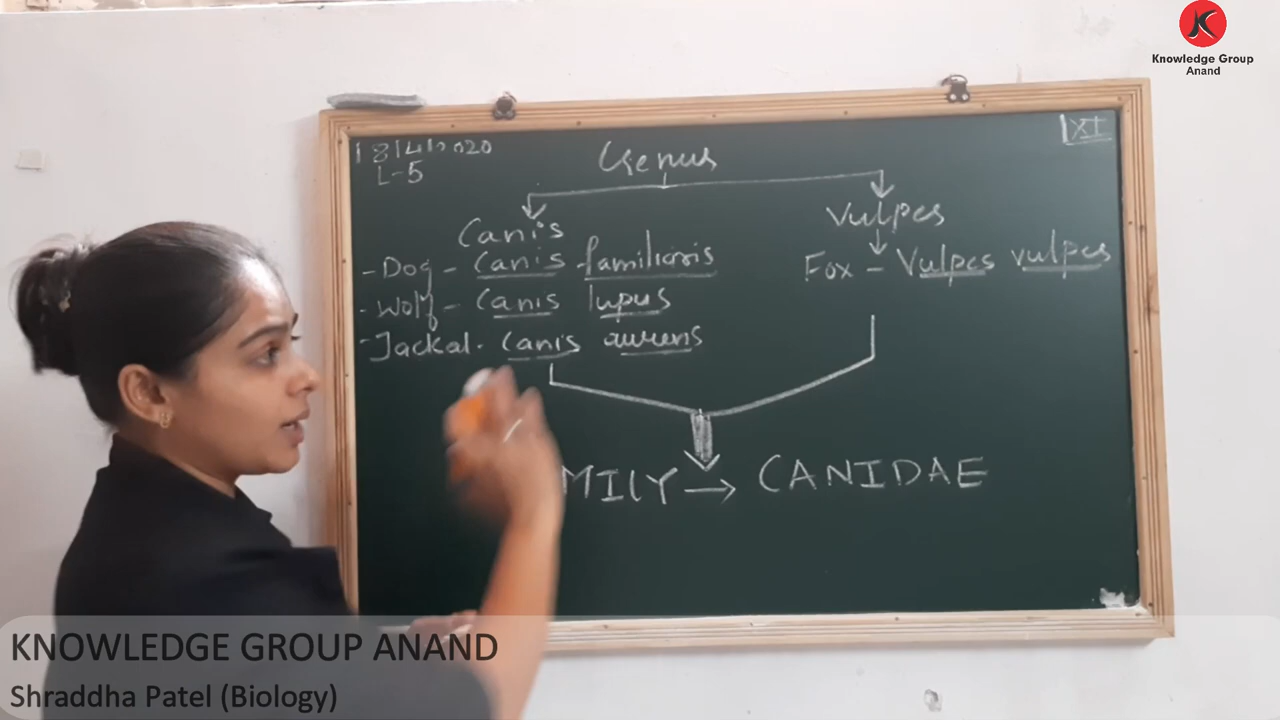 Knowledge Group
Anand
XI
18/4/2020
L-5
Genus
Canis
Vulpes
- Dog - Canis familiaris
Fox - Vulpes vulpes
- Wolf - Canis lupus
- Jackal - Canis aureus
MILY → CANIDAE
KNOWLEDGE GROUP ANAND
Shraddha Patel (Biology)